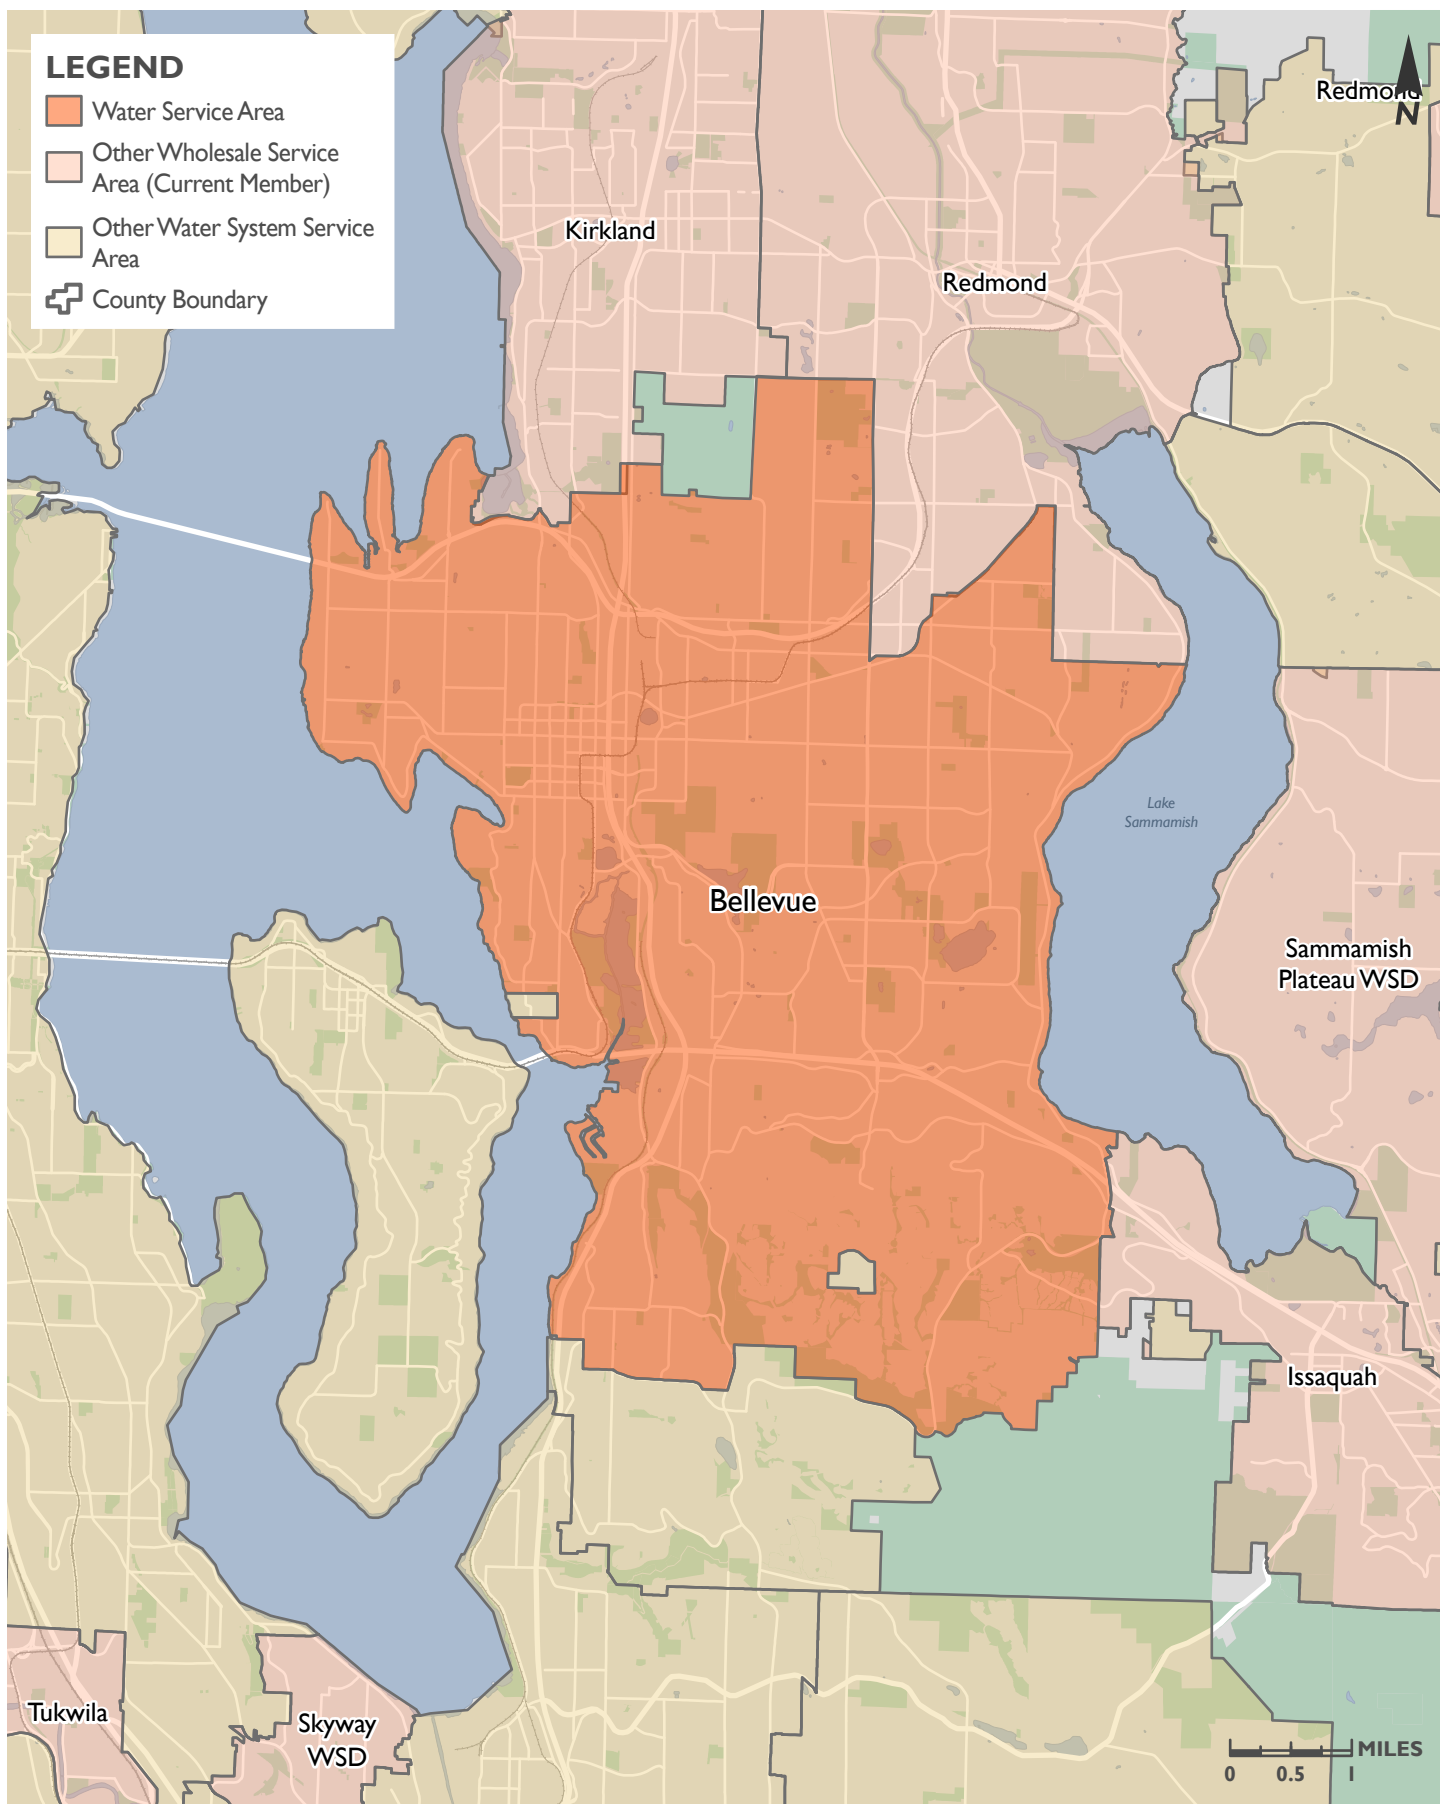 LEGEND
Water Service Area
Other Wholesale Service
Area (Current Member)
Other Water System Service
Area
County Boundary
Redmond
N
Kirkland
Redmond
Lake
Sammamish
Bellevue
Sammamish
Plateau WSD
Issaquah
Tukwila
Skyway
WSD
MILES
0 0.5 1